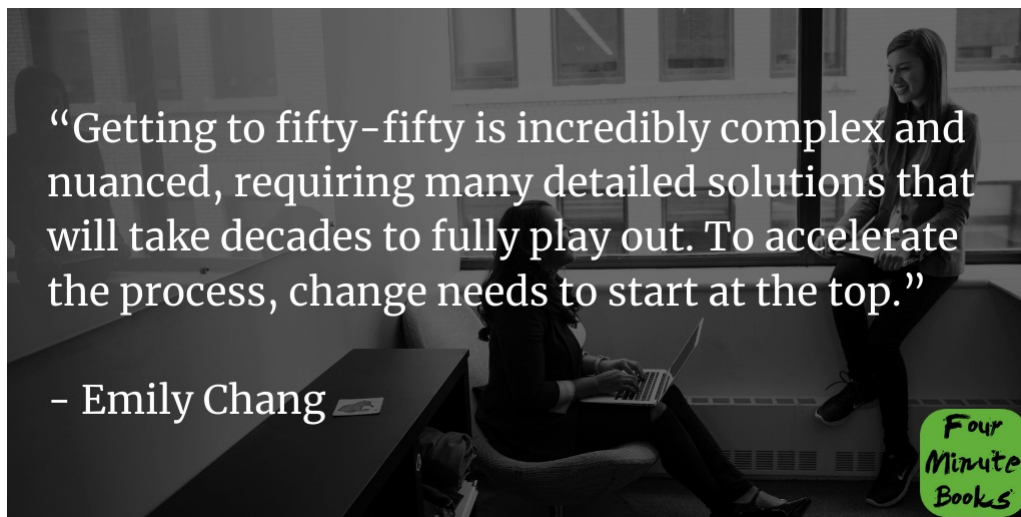 “Getting to fifty-fifty is incredibly complex and
nuanced, requiring many detailed solutions that
will take decades to fully play out. To accelerate
the process, change needs to start at the top.”
- Emily Chang
Four
Minute
Books